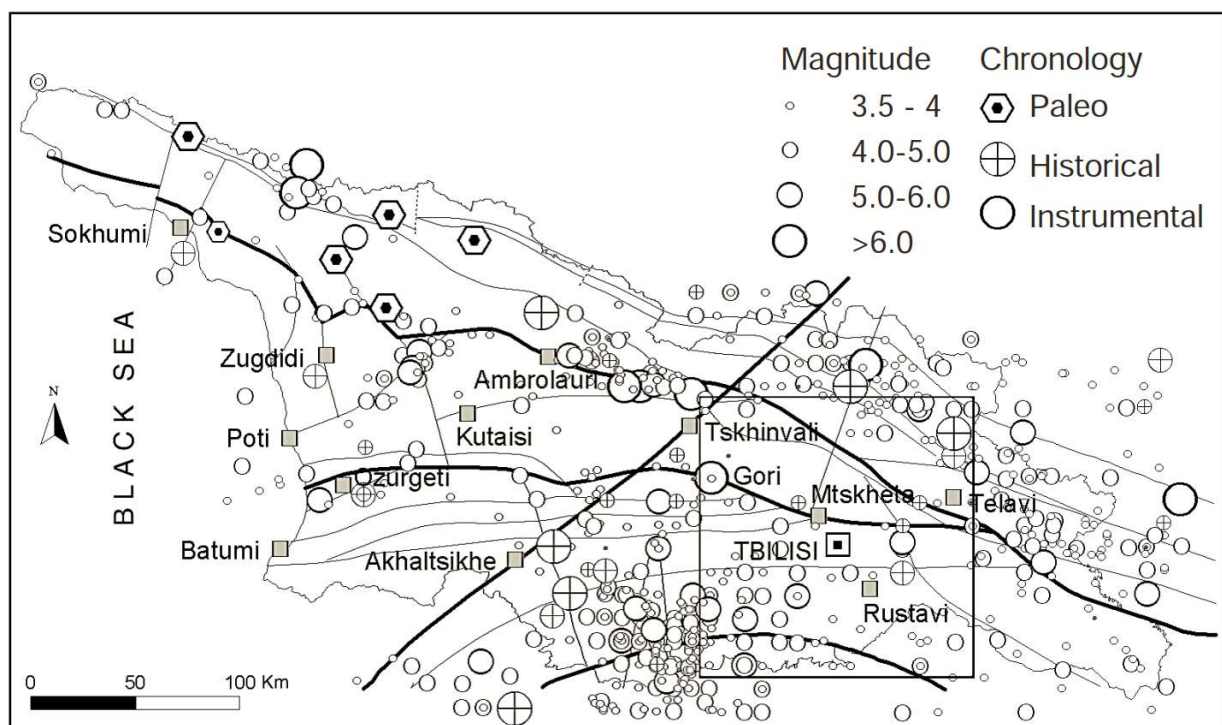 Magnitude Chronology
3.5 - 4 Paleo
4.0-5.0
Historical
5.0-6.0
Instrumental
>6.0
Sokhumi
BLACK SEA
N
Zugdidi
Ambrolauri
Poti
Kutaisi
Tskhinvali
Gori
Ozurgeti
Mtskheta
Telavi
Batumi
Akhaltsikhe
TBILISI
Rustavi
0 50 100 Km